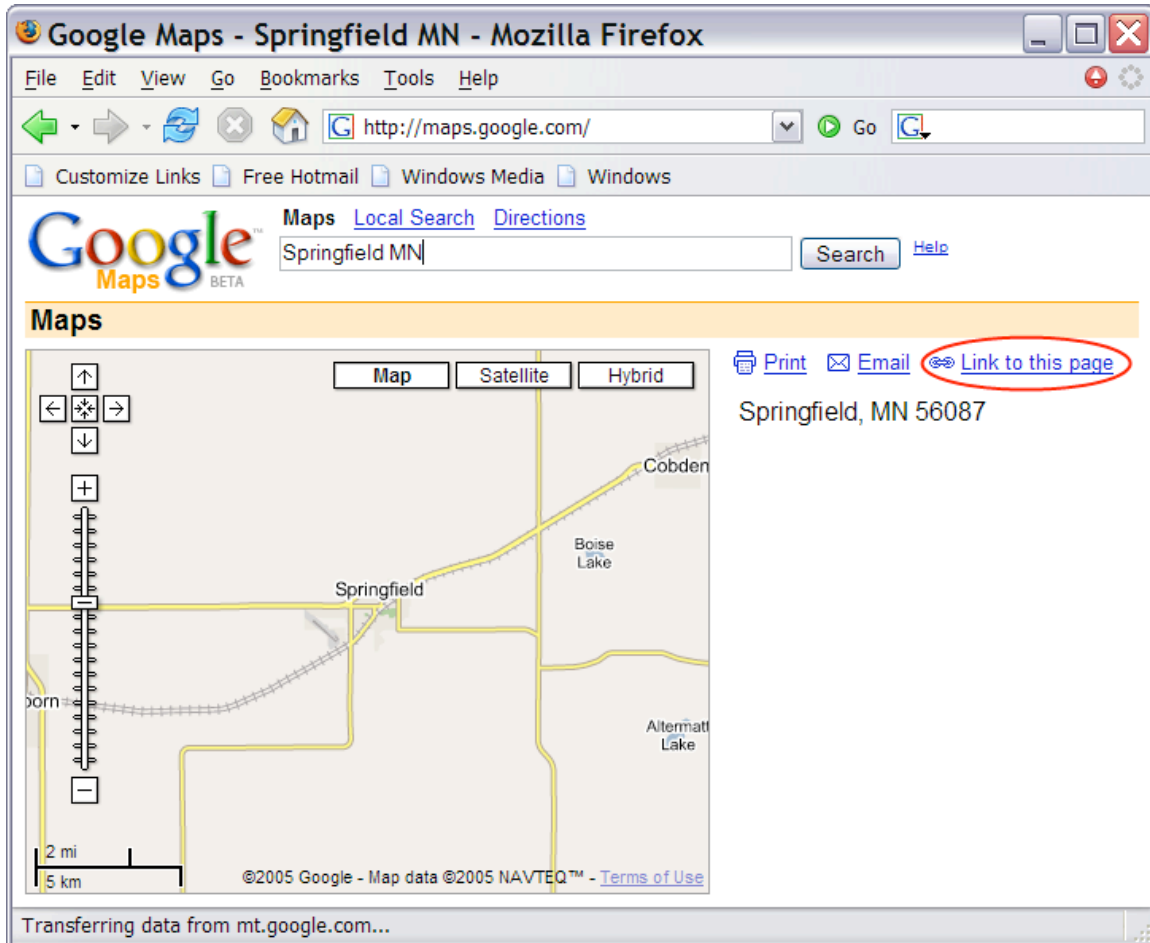 Google Maps - Springfield MN - Mozilla Firefox
File Edit View Go Bookmarks Tools Help
http://maps.google.com/ Go
Customize Links Free Hotmail Windows Media Windows
Google™ Maps BETA
Maps Local Search Directions
Springfield MN Search Help
Maps
Map Satellite Hybrid
Print Email Link to this page
Springfield, MN 56087
Cobden
Boise
Lake
Springfield
born
Altermatt
Lake
2 mi
5 km
©2005 Google - Map data ©2005 NAVTEQ™ - Terms of Use
Transferring data from mt.google.com...